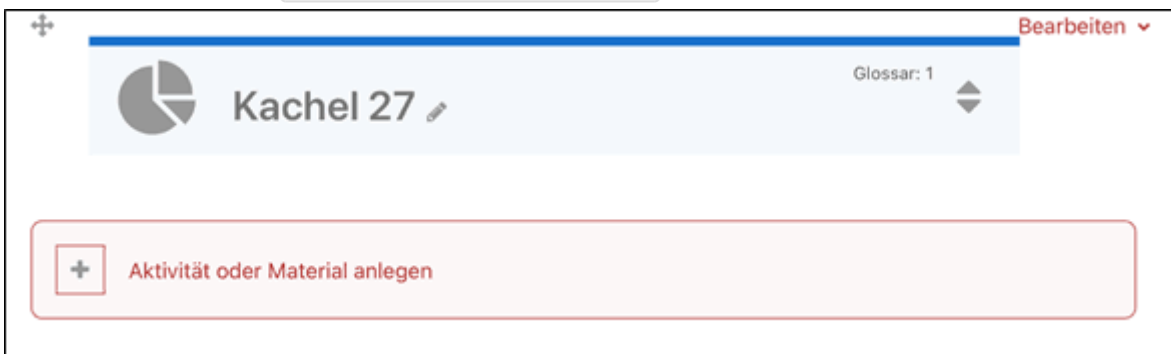 Bearbeiten
Glossar: 1
Kachel 27
Aktivität oder Material anlegen